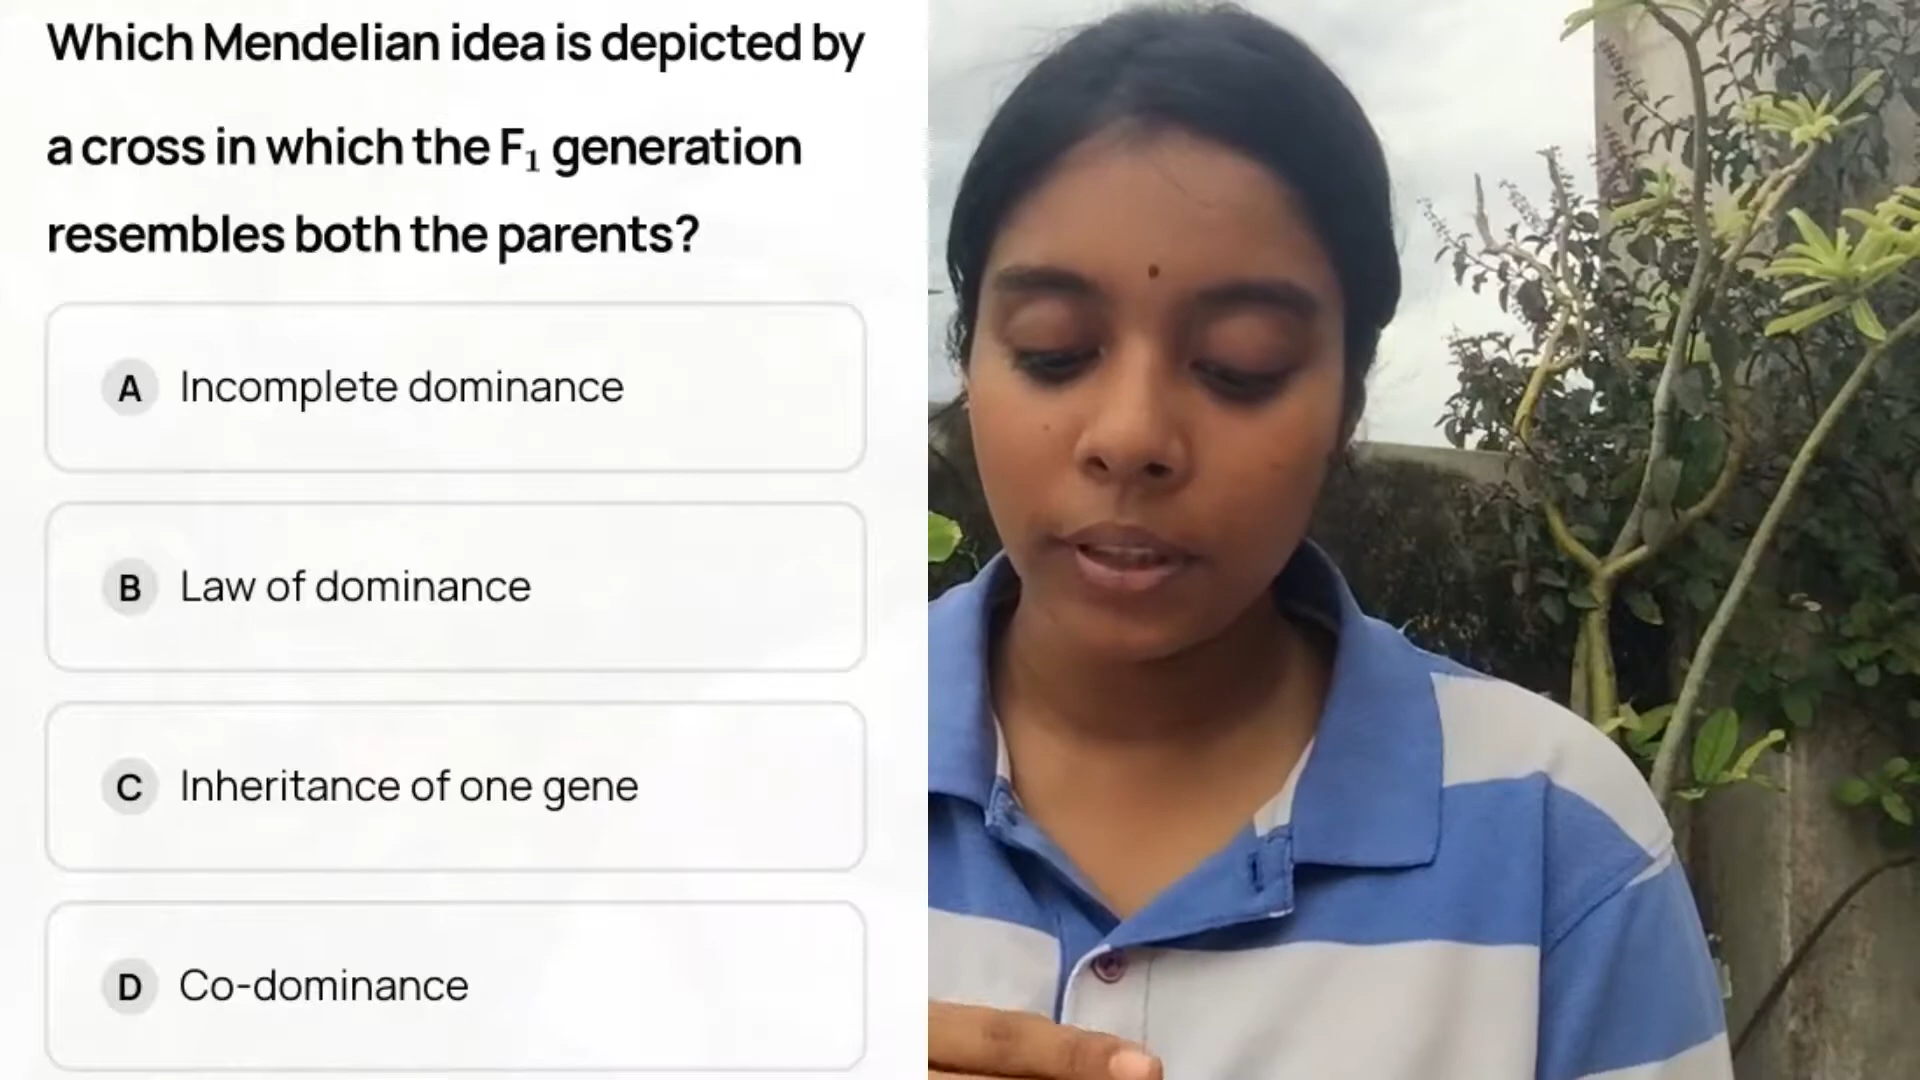 Which Mendelian idea is depicted by
a cross in which the F₁ generation
resembles both the parents?
A Incomplete dominance
B Law of dominance
C Inheritance of one gene
D Co-dominance